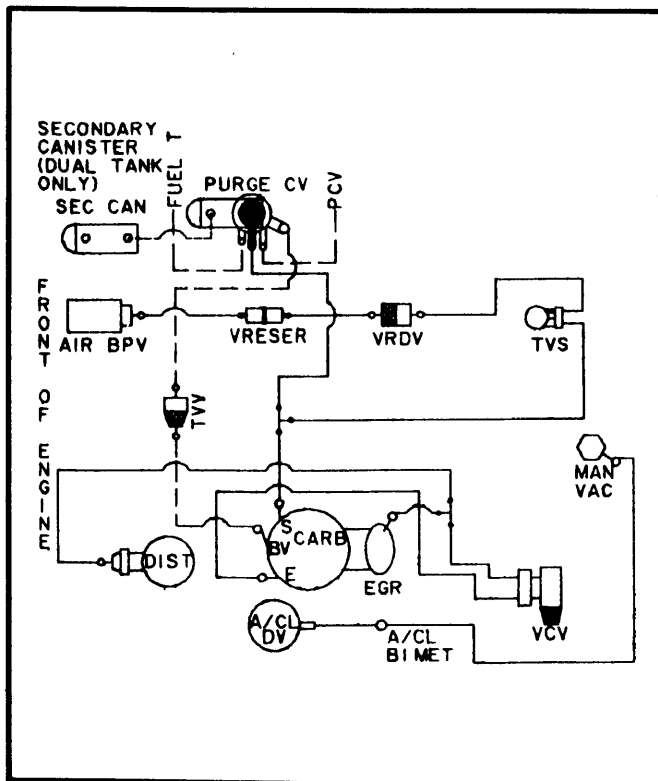 SECONDARY
CANISTER
(DUAL TANK
ONLY)
FUEL T
PURGE CV
PCV
SEC CAN
FRONT OF ENGINE
AIR BPV
VRESER
VRDV
TVS
TVV
MAN
VAC
S
CARB
BV
E
DIST
EGR
VCV
A/CL
DV
A/CL
BIMET